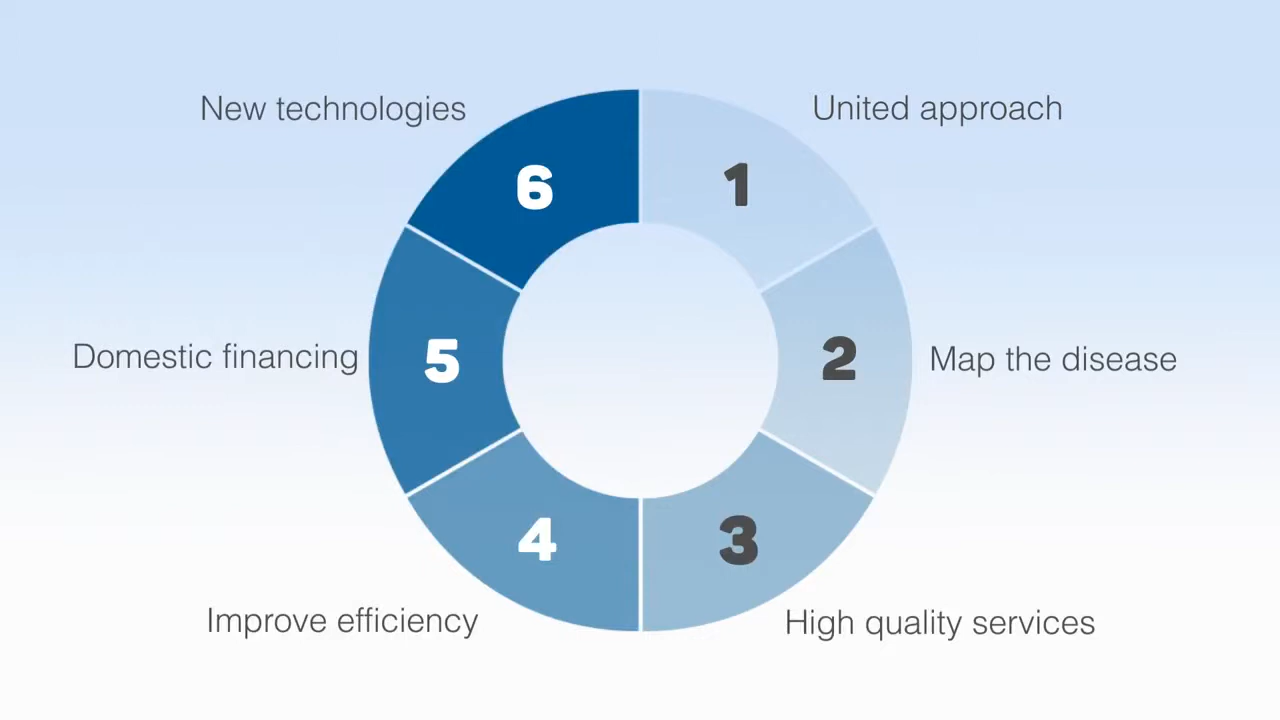 New technologies
United approach
6
1
Domestic financing
5
2
Map the disease
4
3
Improve efficiency
High quality services